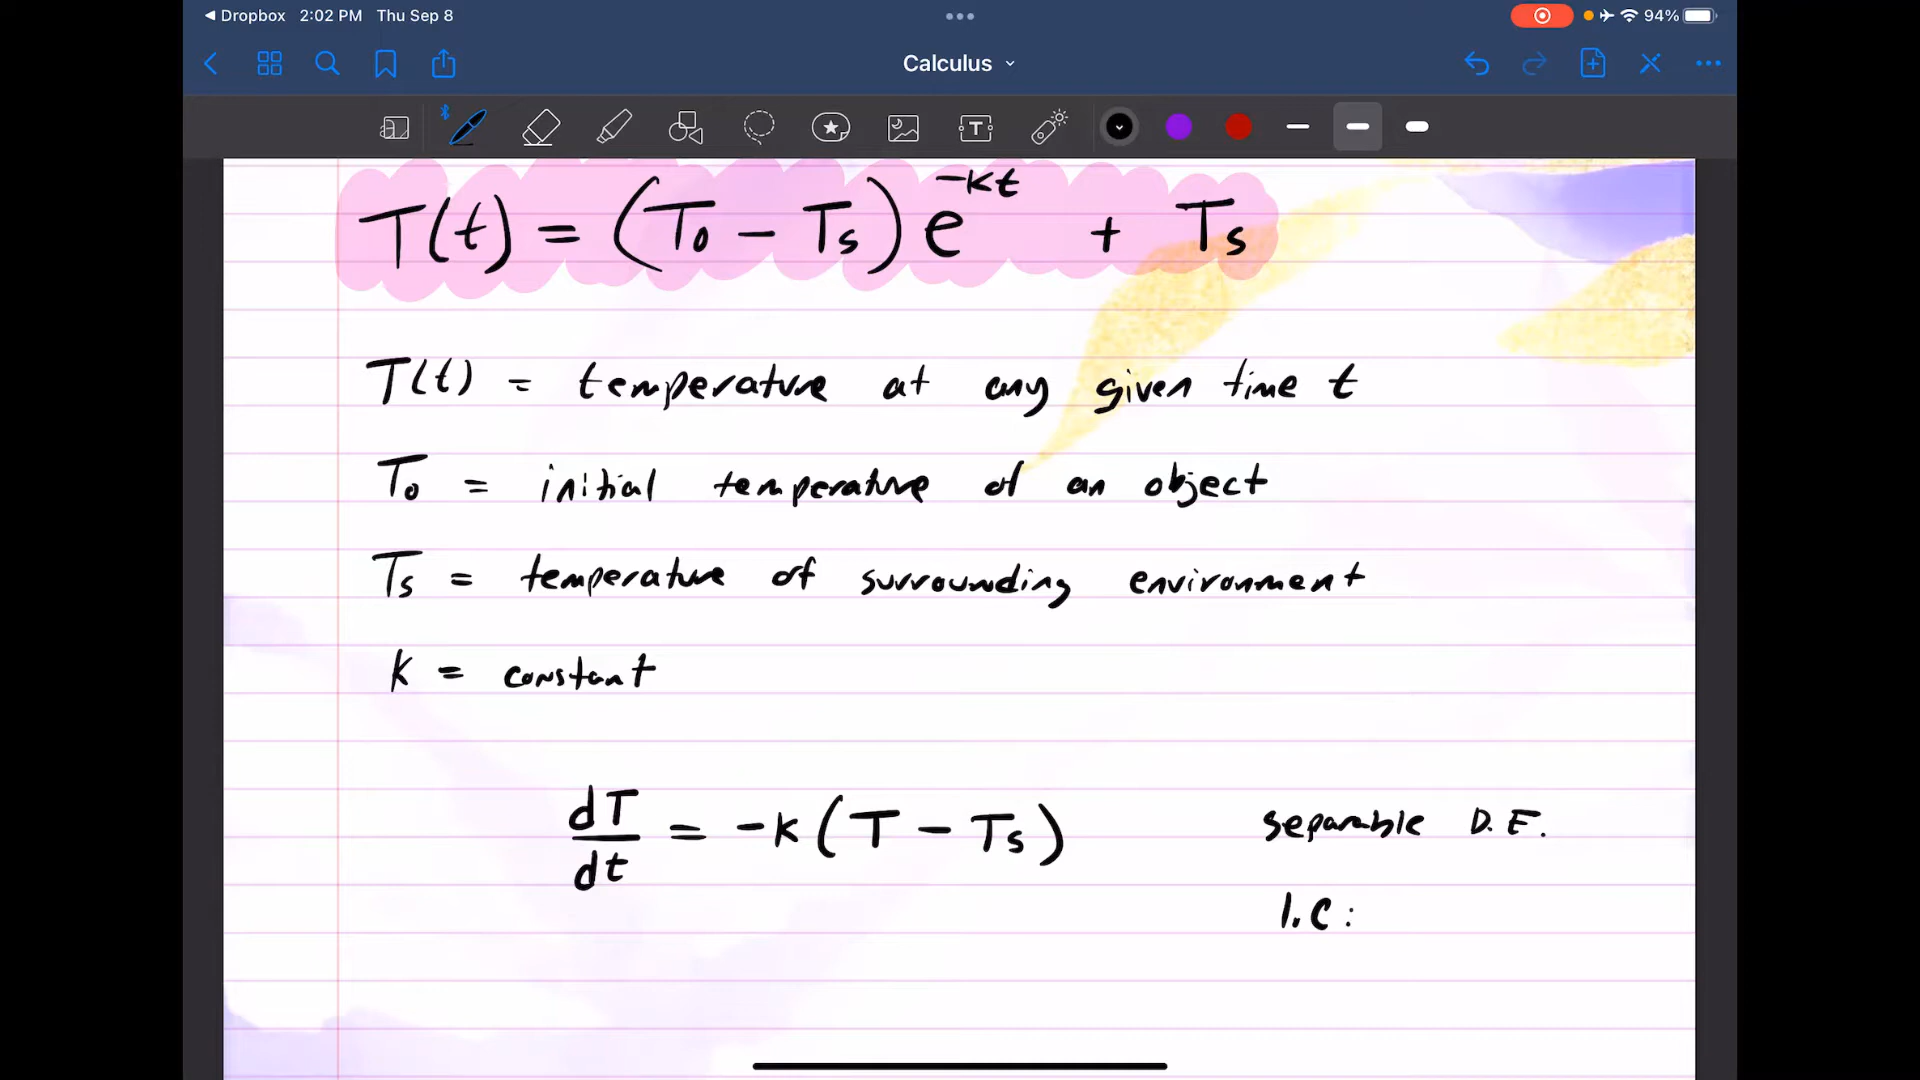 Dropbox 2:02 PM Thu Sep 8 94%
Calculus
T(t) = (T₀ - Tₛ) e^{-kt} + Tₛ
T(t) = temperature at any given time t
T₀ = initial temperature of an object
Tₛ = temperature of surrounding environment
k = constant
dT/dt = -k(T - Tₛ) separable D.E.
I.C: